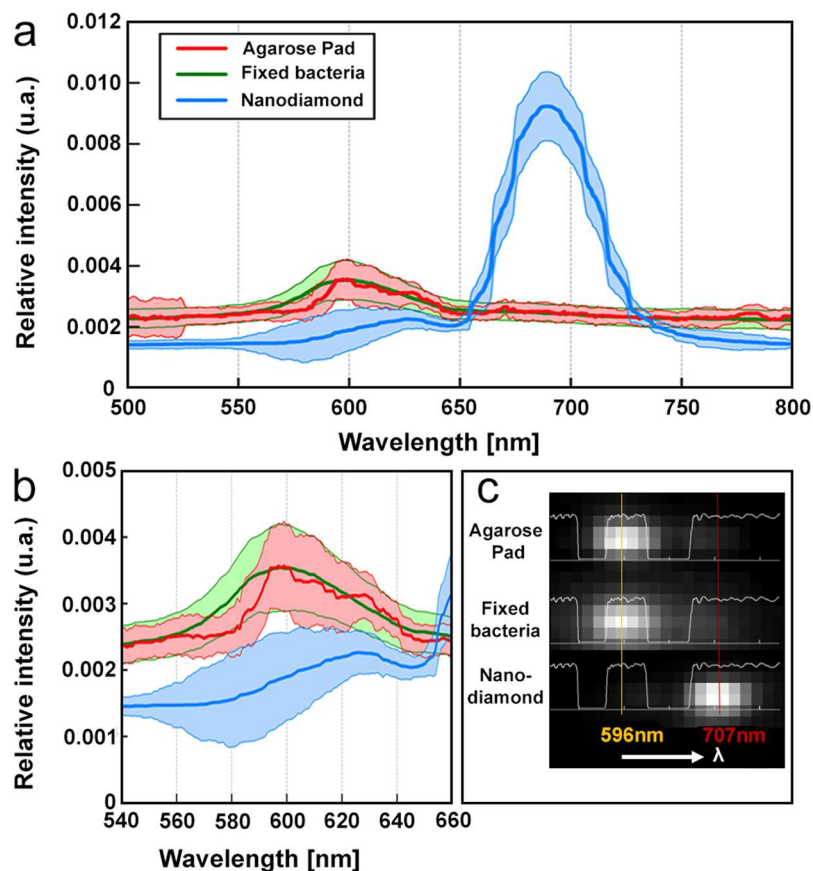 a
Relative intensity (u.a.)
0.012
0.010
0.008
0.006
0.004
0.002
0
Agarose Pad
Fixed bacteria
Nanodiamond
500 550 600 650 700 750 800
Wavelength [nm]
b
Relative intensity (u.a.)
0.005
0.004
0.003
0.002
0.001
0
540 560 580 600 620 640 660
Wavelength [nm]
c
Agarose
Pad
Fixed
bacteria
Nano-
diamond
596nm 707nm
λ